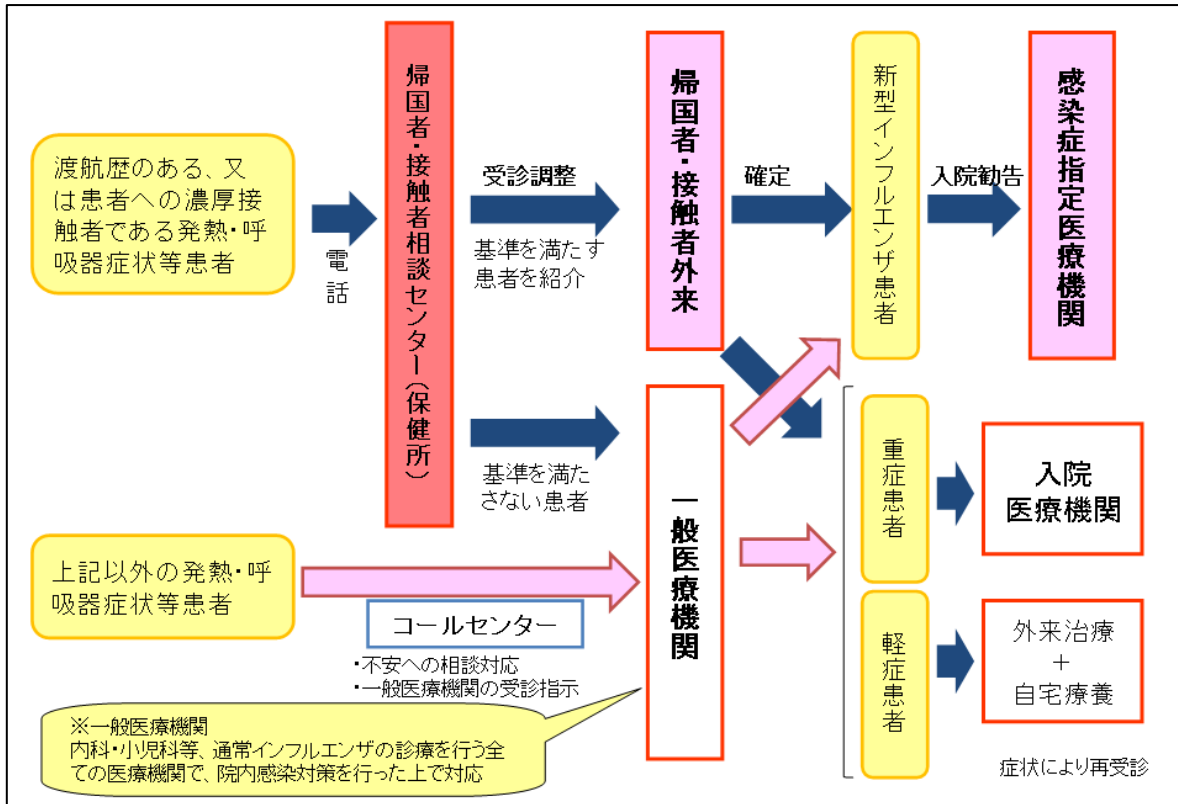 渡航歴のある、又
は患者への濃厚接
触者である発熱・呼
吸器症状等患者
電話
帰国者・接触者相談センター(保健所)
受診調整
基準を満たす
患者を紹介
帰国者・接触者外来
確定
新型インフルエンザ患者
入院勧告
感染症指定医療機関
基準を満た
さない患者
上記以外の発熱・呼
吸器症状等患者
コールセンター
・不安への相談対応
・一般医療機関の受診指示
一般医療機関
重症患者
入院
医療機関
軽症患者
外来治療
+
自宅療養
※一般医療機関
内科・小児科等、通常インフルエンザの診療を行う全
ての医療機関で、院内感染対策を行った上で対応
症状により再受診